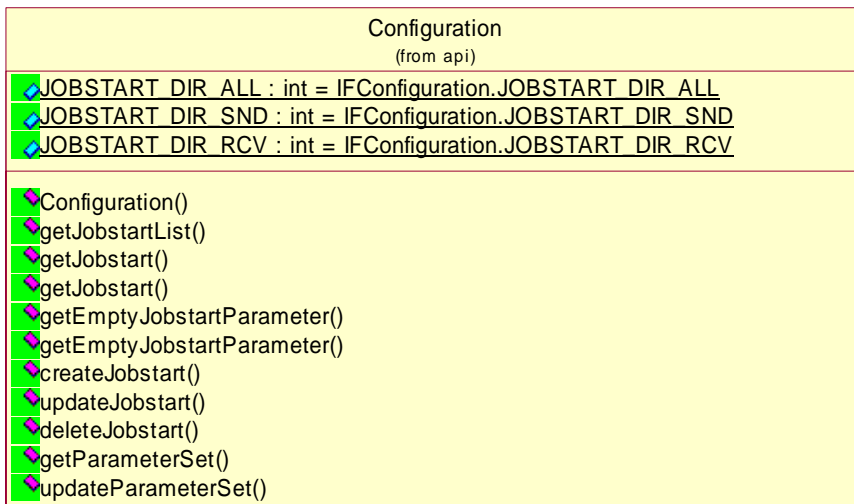 Configuration
(from api)
JOBSTART_DIR_ALL : int = IFConfiguration.JOBSTART_DIR_ALL
JOBSTART_DIR_SND : int = IFConfiguration.JOBSTART_DIR_SND
JOBSTART_DIR_RCV : int = IFConfiguration.JOBSTART_DIR_RCV
Configuration()
getJobstartList()
getJobstart()
getJobstart()
getEmptyJobstartParameter()
getEmptyJobstartParameter()
createJobstart()
updateJobstart()
deleteJobstart()
getParameterSet()
updateParameterSet()